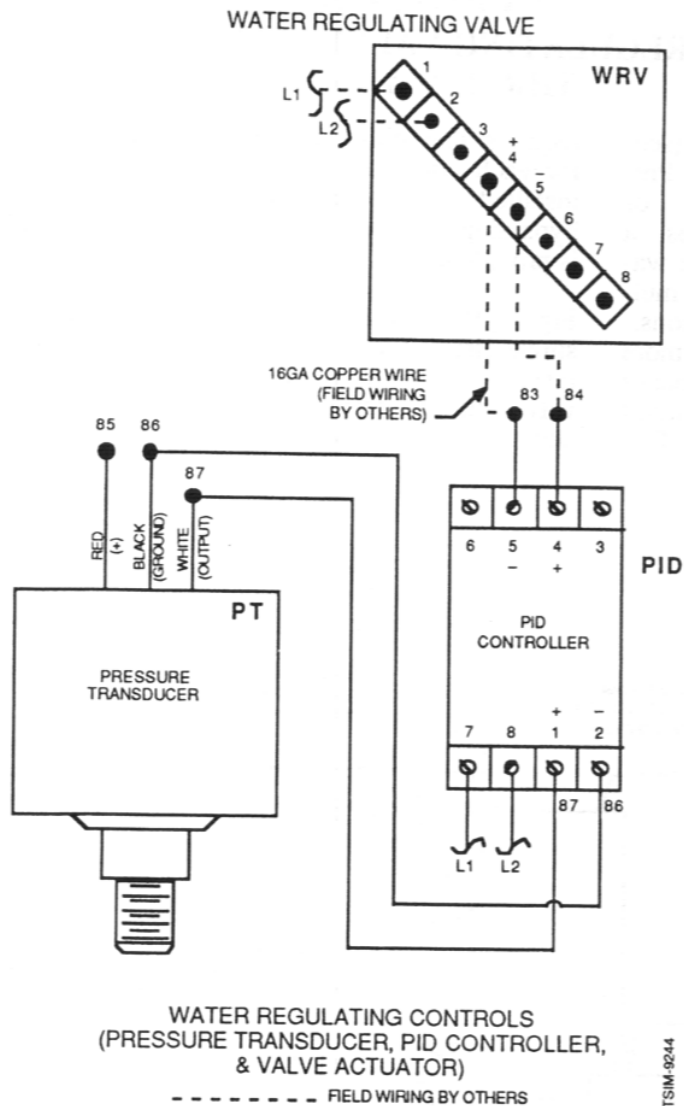 WATER REGULATING VALVE
WRV
L1
L2
1
2
3
+
4
–
5
6
7
8
16GA COPPER WIRE
(FIELD WIRING
BY OTHERS)
83 84
85 86
87
RED
(+)
BLACK
(GROUND)
WHITE
(OUTPUT)
PT
PRESSURE
TRANSDUCER
6 5 4 3
– +
PID
PID
CONTROLLER
+ –
7 8 1 2
87 86
L1 L2
WATER REGULATING CONTROLS
(PRESSURE TRANSDUCER, PID CONTROLLER,
& VALVE ACTUATOR)
FIELD WIRING BY OTHERS
TSIM-9244